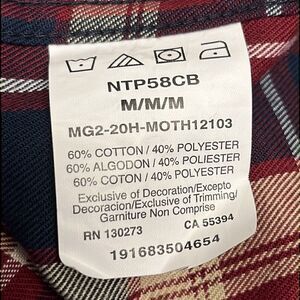 NTP58CB
M/M/M
MG2-20H-MOTH12103
60% COTTON / 40% POLYESTER
60% ALGODON / 40% POLIESTER
60% COTON / 40% POLYESTER
Exclusive of Decoration/Excepto
Decoracion/Exclusive of Trimming/
Garniture Non Comprise
RN 130273 CA 55394
191683504654